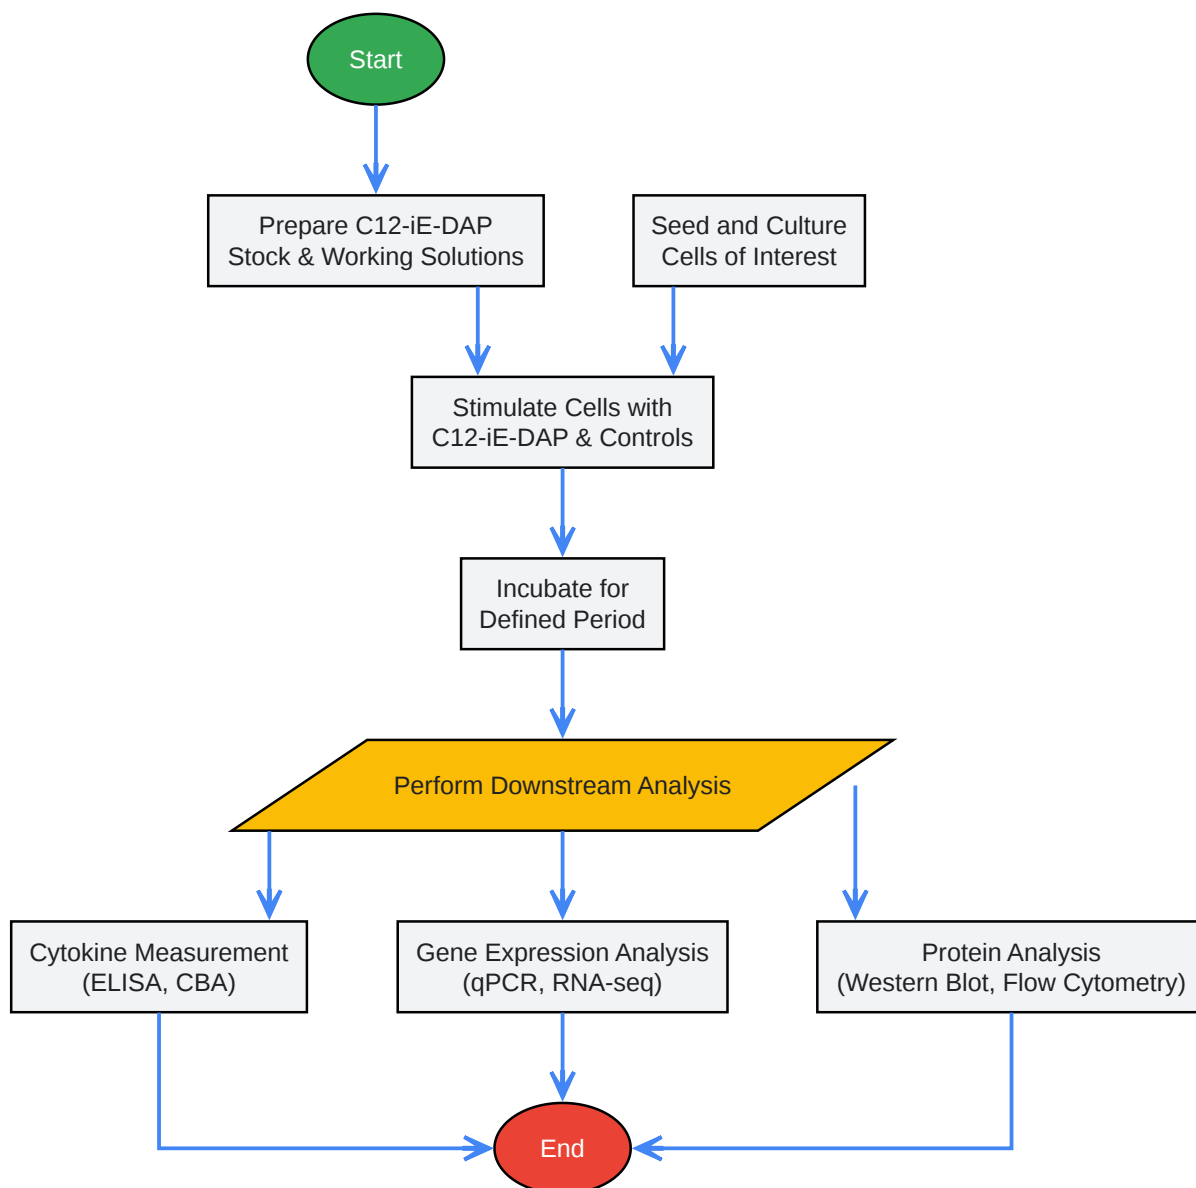 Start
Prepare C12-iE-DAP
Stock & Working Solutions
Seed and Culture
Cells of Interest
Stimulate Cells with
C12-iE-DAP & Controls
Incubate for
Defined Period
Perform Downstream Analysis
Cytokine Measurement
(ELISA, CBA)
Gene Expression Analysis
(qPCR, RNA-seq)
Protein Analysis
(Western Blot, Flow Cytometry)
End